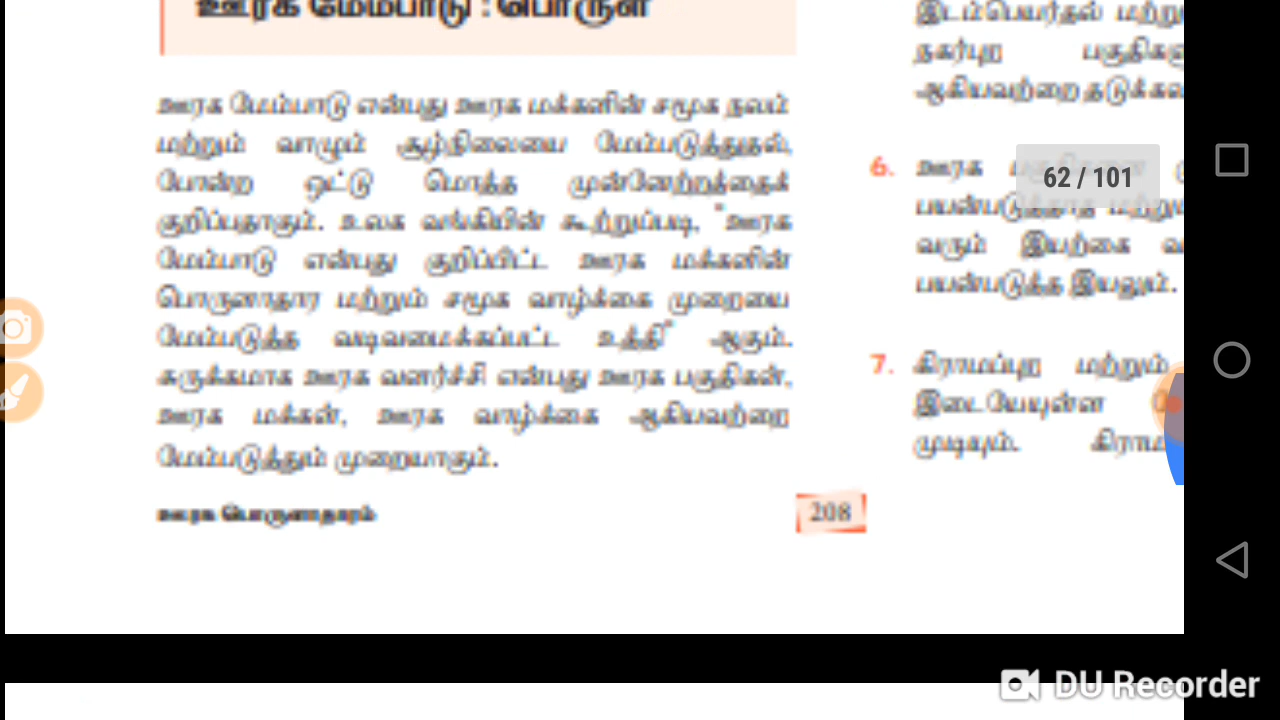 ஊரக மேம்பாடு : பொருள்
ஊரக மேம்பாடு என்பது ஊரக மக்களின் சமூக நலம்
மற்றும் வாழும் சூழ்நிலையை மேம்படுத்துதல்,
போன்ற ஒட்டு மொத்த முன்னேற்றத்தைக்
குறிப்பதாகும். உலக வங்கியின் கூற்றுப்படி, "ஊரக
மேம்பாடு என்பது குறிப்பிட்ட ஊரக மக்களின்
பொருளாதார மற்றும் சமூக வாழ்க்கை முறையை
மேம்படுத்த வடிவமைக்கப்பட்ட உத்தி" ஆகும்.
சுருக்கமாக ஊரக வளர்ச்சி என்பது ஊரக பகுதிகள்,
ஊரக மக்கள், ஊரக வாழ்க்கை ஆகியவற்றை
மேம்படுத்தும் முறையாகும்.
ஊரக பொருளாதாரம்
208
இடம்பெயர்தல் மற்று
நகர்புற பகுதிகளு
ஆகியவற்றை தடுக்கல
6. ஊரக
பயன்படுத்தாத மற்று
வரும் இயற்கை வ
பயன்படுத்த இயலும்.
7. கிராமப்புற மற்றும்
இடையேயுள்ள
முடியும். கிராம
62 / 101
DU Recorder